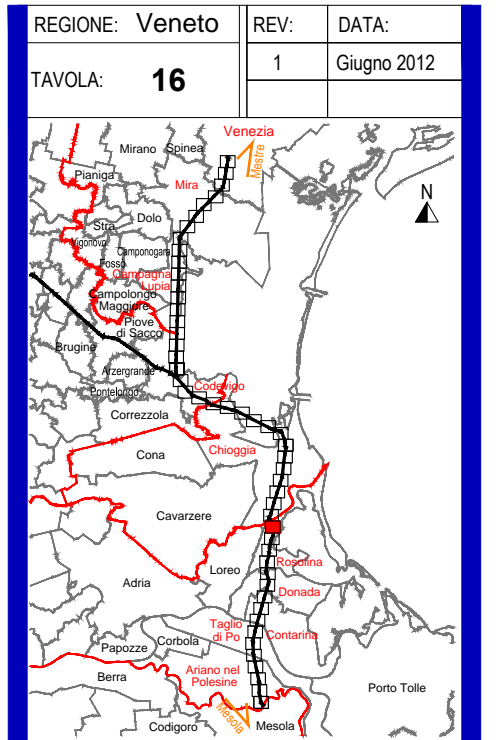 REGIONE: Veneto
REV:
DATA:
TAVOLA: 16
1
Giugno 2012
Venezia
Mirano
Spinea
Mestre
Pianiga
Mira
N
Stra
Dolo
Vigonovo
Camponogara
Fossò
Campagna
Lupia
Campolongo
Maggiore
Piove
di Sacco
Brugine
Arzergrande
Codevigo
Pontelongo
Correzzola
Chioggia
Cona
Cavarzere
Rosolina
Loreo
Adria
Donada
Taglio
di Po
Contarina
Corbola
Papozze
Ariano nel
Polesine
Berra
Porto Tolle
Mesola
Mesola
Codigoro